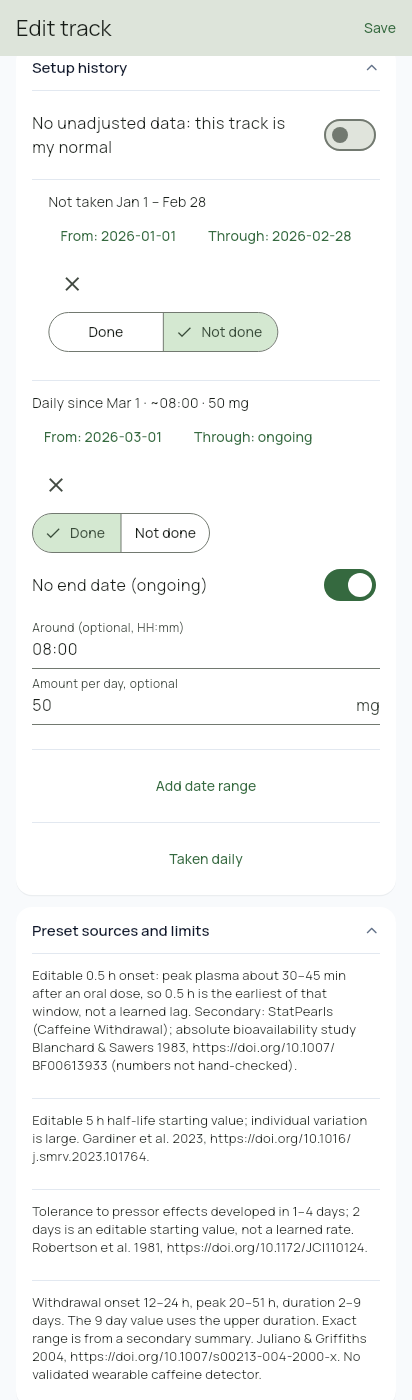 Edit track
Save
Setup history
No unadjusted data: this track is
my normal
Not taken Jan 1 – Feb 28
From: 2026-01-01
Through: 2026-02-28
Done
Not done
Daily since Mar 1 · ~08:00 · 50 mg
From: 2026-03-01
Through: ongoing
Done
Not done
No end date (ongoing)
Around (optional, HH:mm)
08:00
Amount per day, optional
50
mg
Add date range
Taken daily
Preset sources and limits
Editable 0.5 h onset: peak plasma about 30–45 min
after an oral dose, so 0.5 h is the earliest of that
window, not a learned lag. Secondary: StatPearls
(Caffeine Withdrawal); absolute bioavailability study
Blanchard & Sawers 1983, https://doi.org/10.1007/
BF00613933 (numbers not hand-checked).
Editable 5 h half-life starting value; individual variation
is large. Gardiner et al. 2023, https://doi.org/10.1016/
j.smrv.2023.101764.
Tolerance to pressor effects developed in 1–4 days; 2
days is an editable starting value, not a learned rate.
Robertson et al. 1981, https://doi.org/10.1172/JCI110124.
Withdrawal onset 12–24 h, peak 20–51 h, duration 2–9
days. The 9 day value uses the upper duration. Exact
range is from a secondary summary. Juliano & Griffiths
2004, https://doi.org/10.1007/s00213-004-2000-x. No
validated wearable caffeine detector.